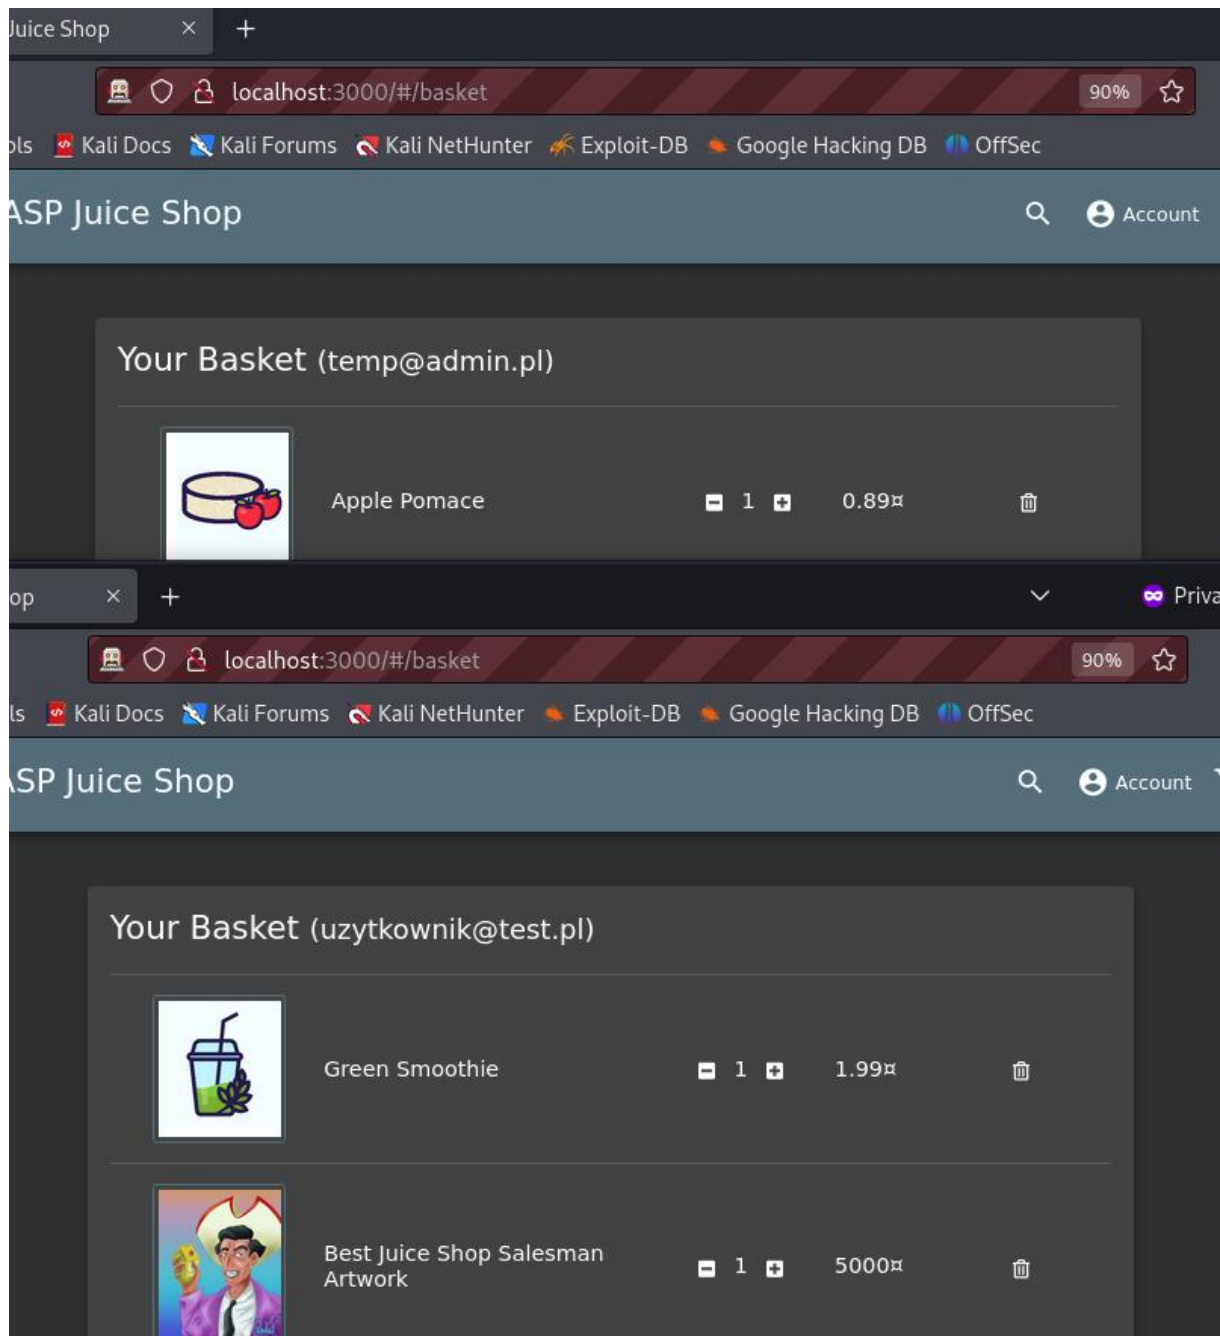 Juice Shop
localhost:3000/#/basket 90%
ols Kali Docs Kali Forums Kali NetHunter Exploit-DB Google Hacking DB OffSec
ASP Juice Shop Account
Your Basket (temp@admin.pl)
Apple Pomace 1 0.89¤
op Priva
localhost:3000/#/basket 90%
ls Kali Docs Kali Forums Kali NetHunter Exploit-DB Google Hacking DB OffSec
ASP Juice Shop Account
Your Basket (uzytkownik@test.pl)
Green Smoothie 1 1.99¤
Best Juice Shop Salesman
Artwork 1 5000¤